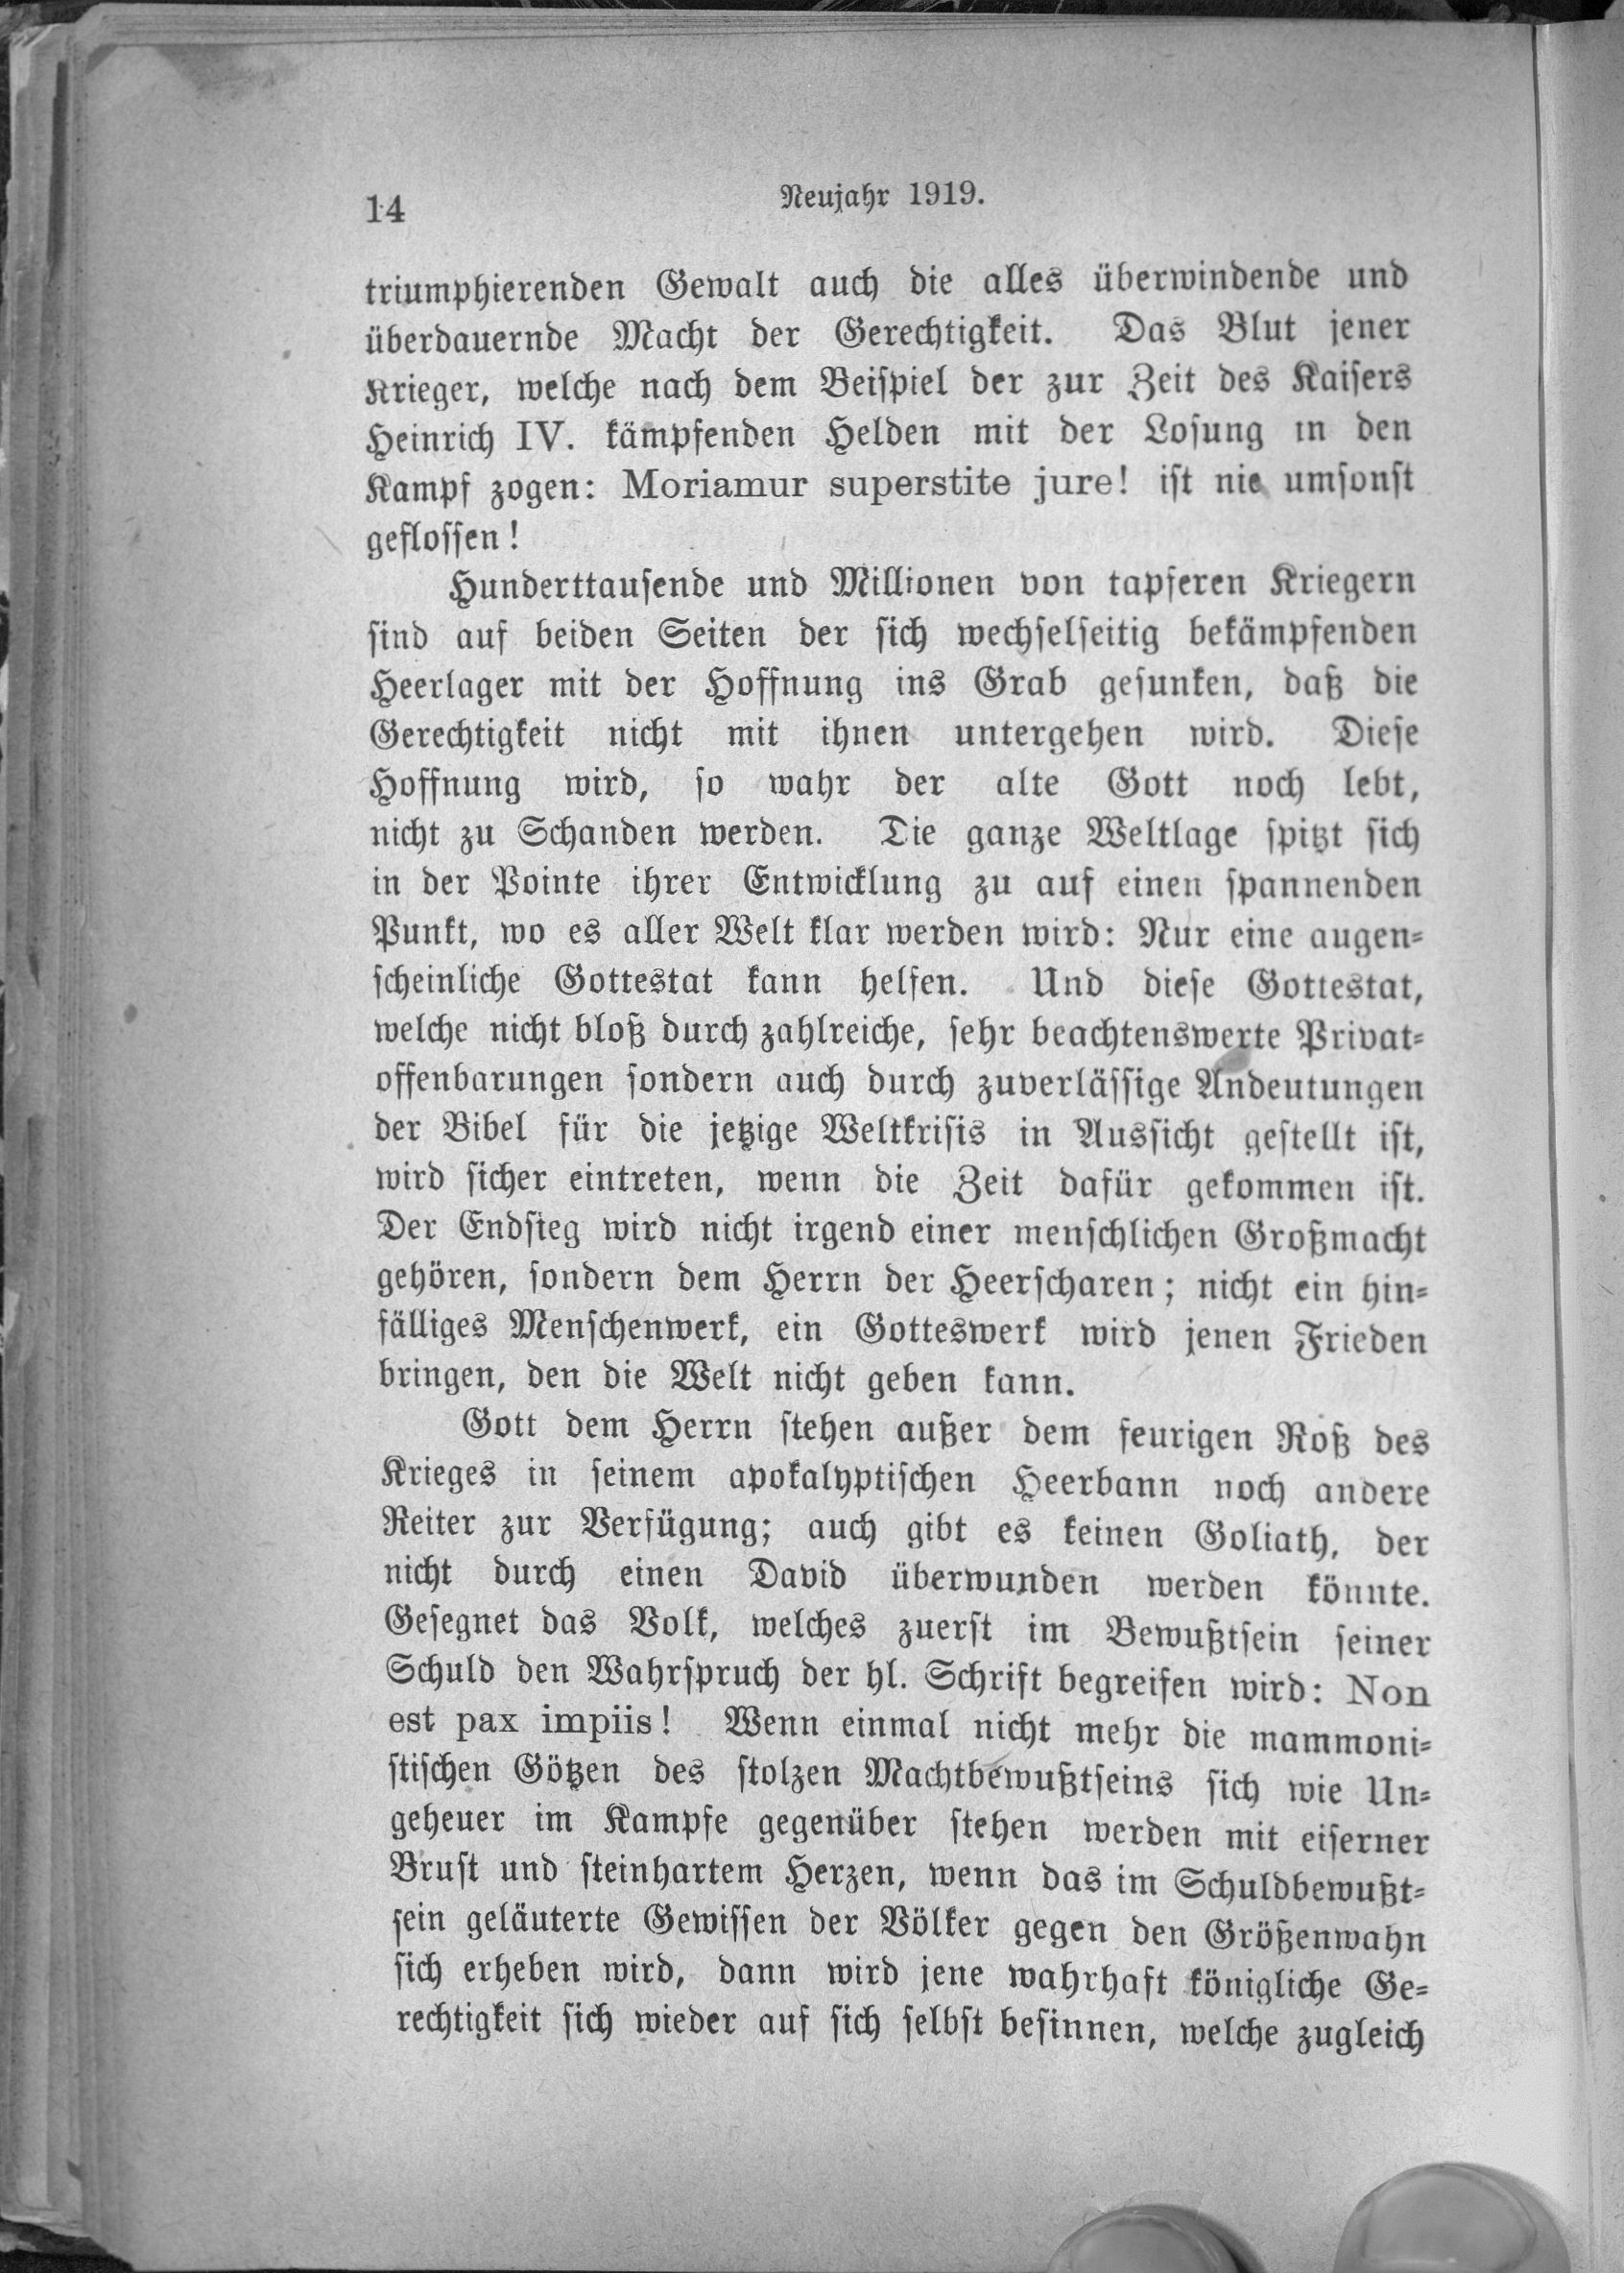 14
Neujahr 1919.
triumphierenden Gewalt auch die alles überwindende und
überdauernde Macht der Gerechtigkeit. Das Blut jener
Krieger, welche nach dem Beispiel der zur Zeit des Kaisers
Heinrich IV. kämpfenden Helden mit der Losung in den
Kampf zogen: Moriamur superstite jure! ist nie umsonst
geflossen!
Hunderttausende und Millionen von tapferen Kriegern
sind auf beiden Seiten der sich wechselseitig bekämpfenden
Heerlager mit der Hoffnung ins Grab gesunken, daß die
Gerechtigkeit nicht mit ihnen untergehen wird. Diese
Hoffnung wird, so wahr der alte Gott noch lebt,
nicht zu Schanden werden. Die ganze Weltlage spitzt sich
in der Pointe ihrer Entwicklung zu auf einen spannenden
Punkt, wo es aller Welt klar werden wird: Nur eine augen-
scheinliche Gottestat kann helfen. Und diese Gottestat,
welche nicht bloß durch zahlreiche, sehr beachtenswerte Privat-
offenbarungen sondern auch durch zuverlässige Andeutungen
der Bibel für die jetzige Weltkrisis in Aussicht gestellt ist,
wird sicher eintreten, wenn die Zeit dafür gekommen ist.
Der Endsieg wird nicht irgend einer menschlichen Großmacht
gehören, sondern dem Herrn der Heerscharen; nicht ein hin-
fälliges Menschenwerk, ein Gotteswerk wird jenen Frieden
bringen, den die Welt nicht geben kann.
Gott dem Herrn stehen außer dem feurigen Roß des
Krieges in seinem apokalyptischen Heerbann noch andere
Reiter zur Verfügung; auch gibt es keinen Goliath, der
nicht durch einen David überwunden werden könnte.
Gesegnet das Volk, welches zuerst im Bewußtsein seiner
Schuld den Wahrspruch der hl. Schrift begreifen wird: Non
est pax impiis! Wenn einmal nicht mehr die mammoni-
stischen Götzen des stolzen Machtbewußtseins sich wie Un-
geheuer im Kampfe gegenüber stehen werden mit eiserner
Brust und steinhartem Herzen, wenn das im Schuldbewußt-
sein geläuterte Gewissen der Völker gegen den Größenwahn
sich erheben wird, dann wird jene wahrhaft königliche Ge-
rechtigkeit sich wieder auf sich selbst besinnen, welche zugleich